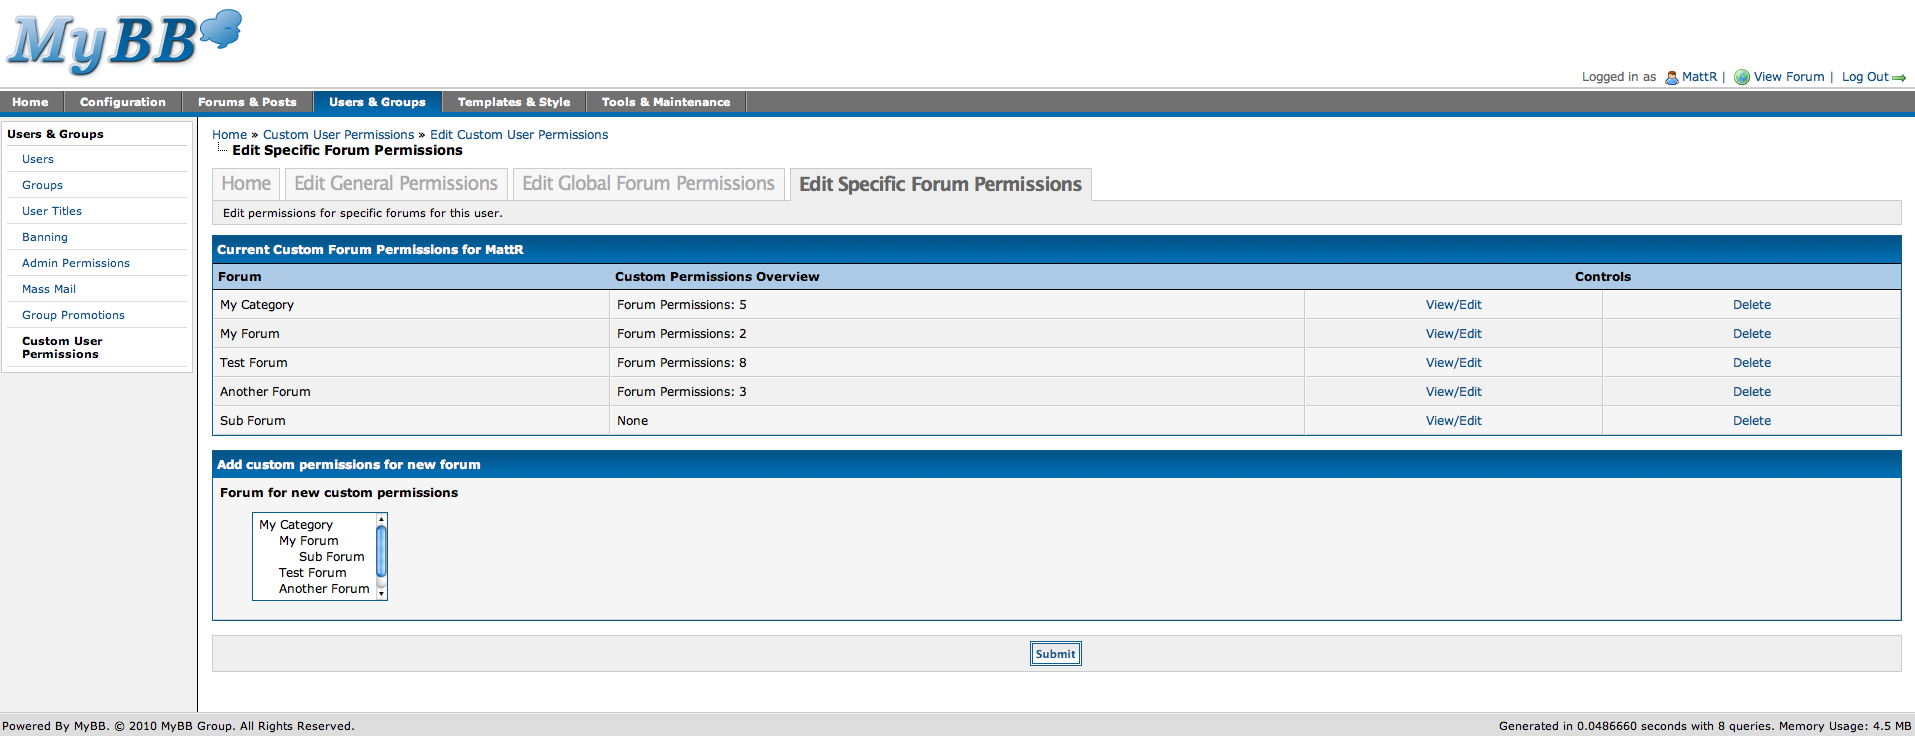 MyBB
Logged in as MattR | View Forum | Log Out
Home Configuration Forums & Posts Users & Groups Templates & Style Tools & Maintenance
Users & Groups
Users
Groups
User Titles
Banning
Admin Permissions
Mass Mail
Group Promotions
Custom User
Permissions
Home » Custom User Permissions » Edit Custom User Permissions
Edit Specific Forum Permissions
Home Edit General Permissions Edit Global Forum Permissions Edit Specific Forum Permissions
Edit permissions for specific forums for this user.
Current Custom Forum Permissions for MattR
Forum Custom Permissions Overview Controls
My Category Forum Permissions: 5 View/Edit Delete
My Forum Forum Permissions: 2 View/Edit Delete
Test Forum Forum Permissions: 8 View/Edit Delete
Another Forum Forum Permissions: 3 View/Edit Delete
Sub Forum None View/Edit Delete
Add custom permissions for new forum
Forum for new custom permissions
My Category
My Forum
Sub Forum
Test Forum
Another Forum
Submit
Powered By MyBB. © 2010 MyBB Group. All Rights Reserved. Generated in 0.0486660 seconds with 8 queries. Memory Usage: 4.5 MB